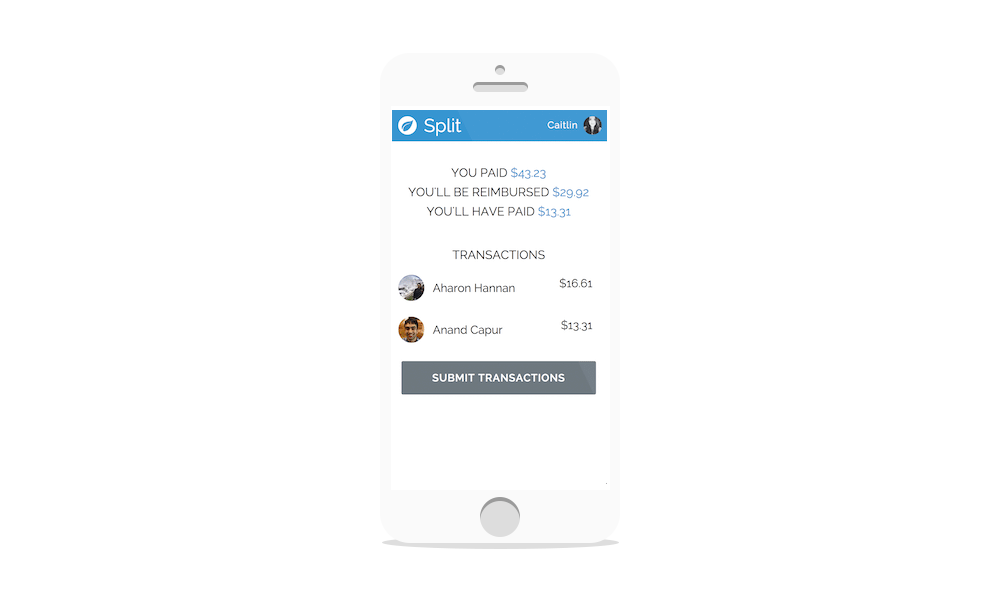 Split
Caitlin
YOU PAID $43.23
YOU'LL BE REIMBURSED $29.92
YOU'LL HAVE PAID $13.31
TRANSACTIONS
Aharon Hannan $16.61
Anand Capur $13.31
SUBMIT TRANSACTIONS